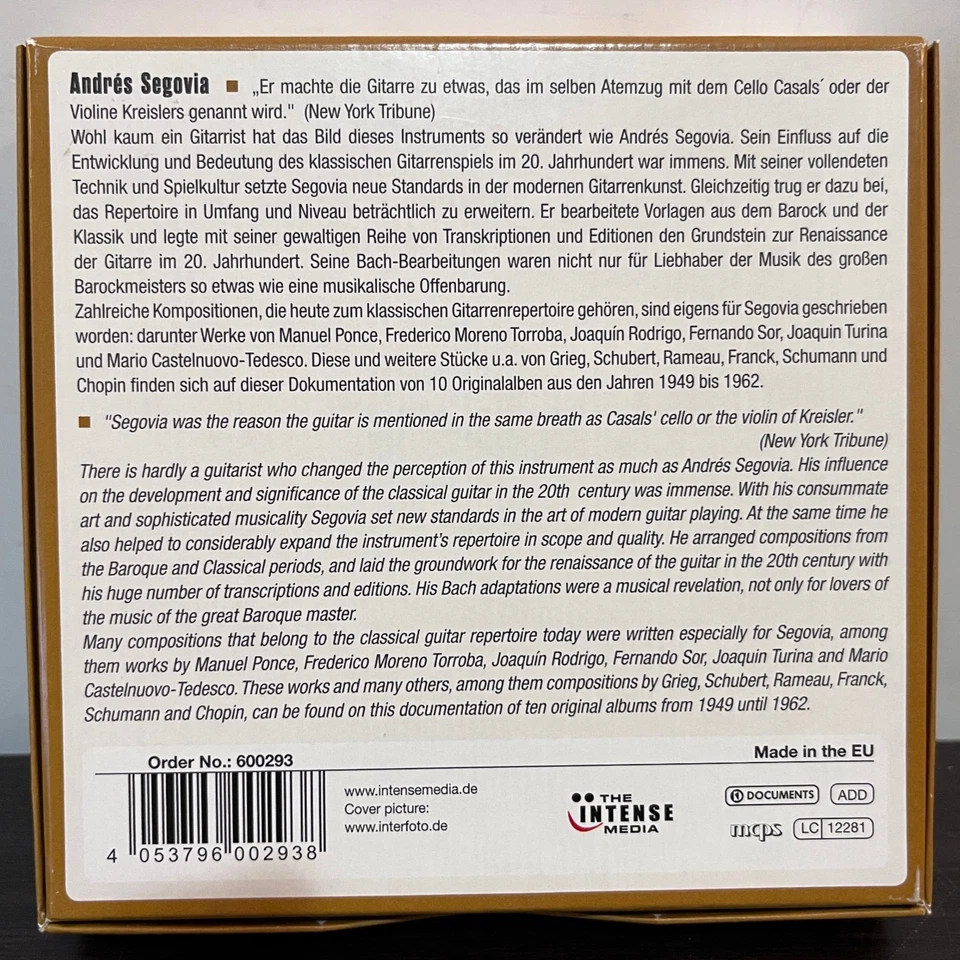 Andrés Segovia ■ „Er machte die Gitarre zu etwas, das im selben Atemzug mit dem Cello Casals´ oder der
Violine Kreislers genannt wird." (New York Tribune)
Wohl kaum ein Gitarrist hat das Bild dieses Instruments so verändert wie Andrés Segovia. Sein Einfluss auf die
Entwicklung und Bedeutung des klassischen Gitarrenspiels im 20. Jahrhundert war immens. Mit seiner vollendeten
Technik und Spielkultur setzte Segovia neue Standards in der modernen Gitarrenkunst. Gleichzeitig trug er dazu bei,
das Repertoire in Umfang und Niveau beträchtlich zu erweitern. Er bearbeitete Vorlagen aus dem Barock und der
Klassik und legte mit seiner gewaltigen Reihe von Transkriptionen und Editionen den Grundstein zur Renaissance
der Gitarre im 20. Jahrhundert. Seine Bach-Bearbeitungen waren nicht nur für Liebhaber der Musik des großen
Barockmeisters so etwas wie eine musikalische Offenbarung.
Zahlreiche Kompositionen, die heute zum klassischen Gitarrenrepertoire gehören, sind eigens für Segovia geschrieben
worden: darunter Werke von Manuel Ponce, Frederico Moreno Torroba, Joaquín Rodrigo, Fernando Sor, Joaquin Turina
und Mario Castelnuovo-Tedesco. Diese und weitere Stücke u.a. von Grieg, Schubert, Rameau, Franck, Schumann und
Chopin finden sich auf dieser Dokumentation von 10 Originalalben aus den Jahren 1949 bis 1962.
■ "Segovia was the reason the guitar is mentioned in the same breath as Casals' cello or the violin of Kreisler."
(New York Tribune)
There is hardly a guitarist who changed the perception of this instrument as much as Andrés Segovia. His influence
on the development and significance of the classical guitar in the 20th century was immense. With his consummate
art and sophisticated musicality Segovia set new standards in the art of modern guitar playing. At the same time he
also helped to considerably expand the instrument's repertoire in scope and quality. He arranged compositions from
the Baroque and Classical periods, and laid the groundwork for the renaissance of the guitar in the 20th century with
his huge number of transcriptions and editions. His Bach adaptations were a musical revelation, not only for lovers of
the music of the great Baroque master.
Many compositions that belong to the classical guitar repertoire today were written especially for Segovia, among
them works by Manuel Ponce, Frederico Moreno Torroba, Joaquín Rodrigo, Fernando Sor, Joaquin Turina and Mario
Castelnuovo-Tedesco. These works and many others, among them compositions by Grieg, Schubert, Rameau, Franck,
Schumann and Chopin, can be found on this documentation of ten original albums from 1949 until 1962.
Order No.: 600293
Made in the EU
4 053796 002938
www.intensemedia.de
Cover picture:
www.interfoto.de
THE
INTENSE
MEDIA
DOCUMENTS
ADD
mcps
LC 12281